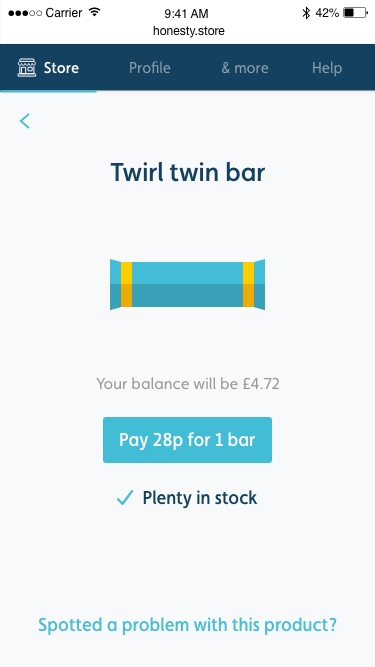 Carrier 9:41 AM 42%
honesty.store
Store Profile & more Help
Twirl twin bar
Your balance will be £4.72
Pay 28p for 1 bar
Plenty in stock
Spotted a problem with this product?